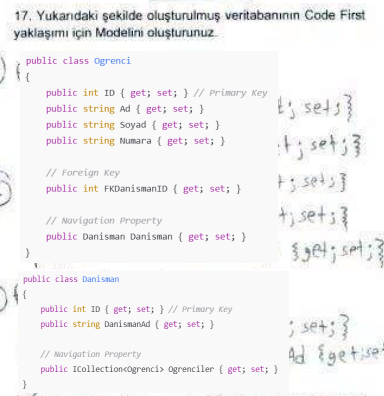 17. Yukarıdaki şekilde oluşturulmuş veritabanının Code First
yaklaşımı için Modelini oluşturunuz.
public class Ogrenci
{
public int ID { get; set; } // Primary Key
public string Ad { get; set; }
public string Soyad { get; set; }
public string Numara { get; set; }
// Foreign Key
public int FKDanismanID { get; set; }
// Navigation Property
public Danisman Danisman { get; set; }
}
t; set;}
t; set;}
t; set;}
t; set;}
{get; set;}
public class Danisman
{
public int ID { get; set; } // Primary Key
public string DanismanAd { get; set; }
// Navigation Property
public ICollection<Ogrenci> Ogrenciler { get; set; }
}
; set;}
Ad {get; se